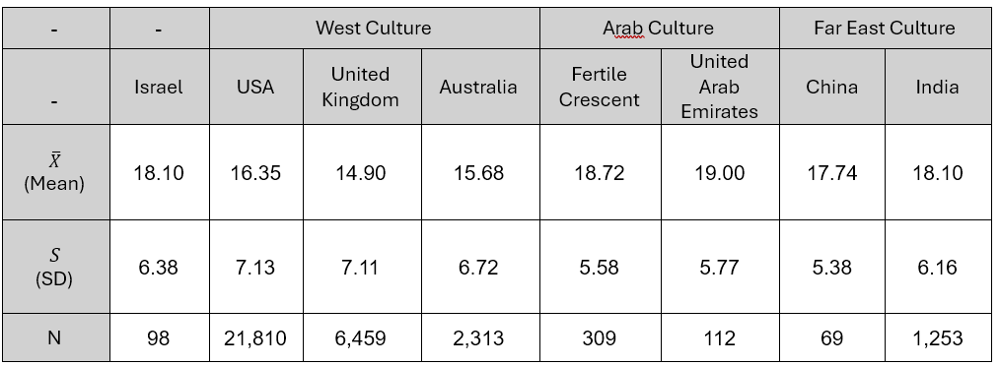 - - West Culture Arab Culture Far East Culture
- Israel USA United Kingdom Australia Fertile Crescent United Arab Emirates China India
X̄ (Mean) 18.10 16.35 14.90 15.68 18.72 19.00 17.74 18.10
S (SD) 6.38 7.13 7.11 6.72 5.58 5.77 5.38 6.16
N 98 21,810 6,459 2,313 309 112 69 1,253